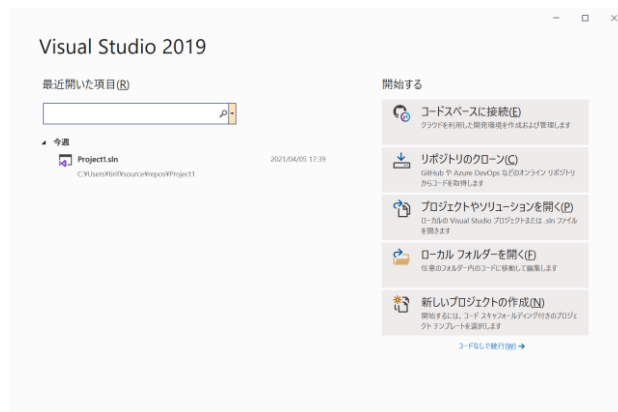 Visual Studio 2019
最近開いた項目(R)
今週
Project1.sln
2021/04/05 17:39
C:¥Users¥tirif¥source¥repos¥Project1
開始する
コードスペースに接続(E)
クラウドを利用した開発環境を作成および管理します
リポジトリのクローン(C)
GitHub や Azure DevOps などのオンライン リポジトリ
からコードを取得します
プロジェクトやソリューションを開く(P)
ローカルの Visual Studio プロジェクトまたは .sln ファイル
を開きます
ローカル フォルダーを開く(F)
任意のフォルダー内のコードに移動して編集します
新しいプロジェクトの作成(N)
開始するには、コード スキャフォールディング付きのプロジェ
クト テンプレートを選択します
コードなしで続行(W) →